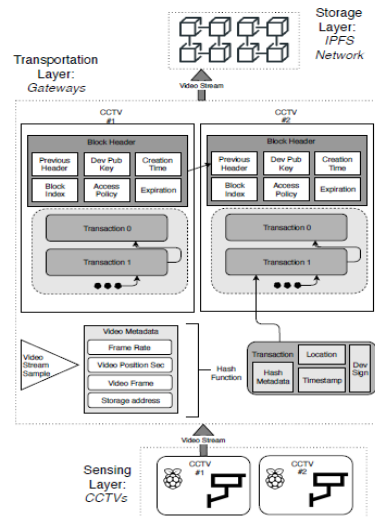 Storage
Layer:
IPFS
Network
Transportation
Layer:
Gateways
Video Stream
CCTV
#1
Block Header
Previous
Header
Dev Pub
Key
Creation
Time
Block
Index
Access
Policy
Expiration
Transaction 0
Transaction 1
CCTV
#2
Block Header
Previous
Header
Dev Pub
Key
Creation
Time
Block
Index
Access
Policy
Expiration
Transaction 0
Transaction 1
Video
Stream
Sample
Video Metadata
Frame Rate
Video Position Sec
Video Frame
Storage address
Hash
Function
Transaction
Hash
Metadata
Location
Timestamp
Dev
Sign
Video Stream
Sensing
Layer:
CCTVs
CCTV
#1
CCTV
#2